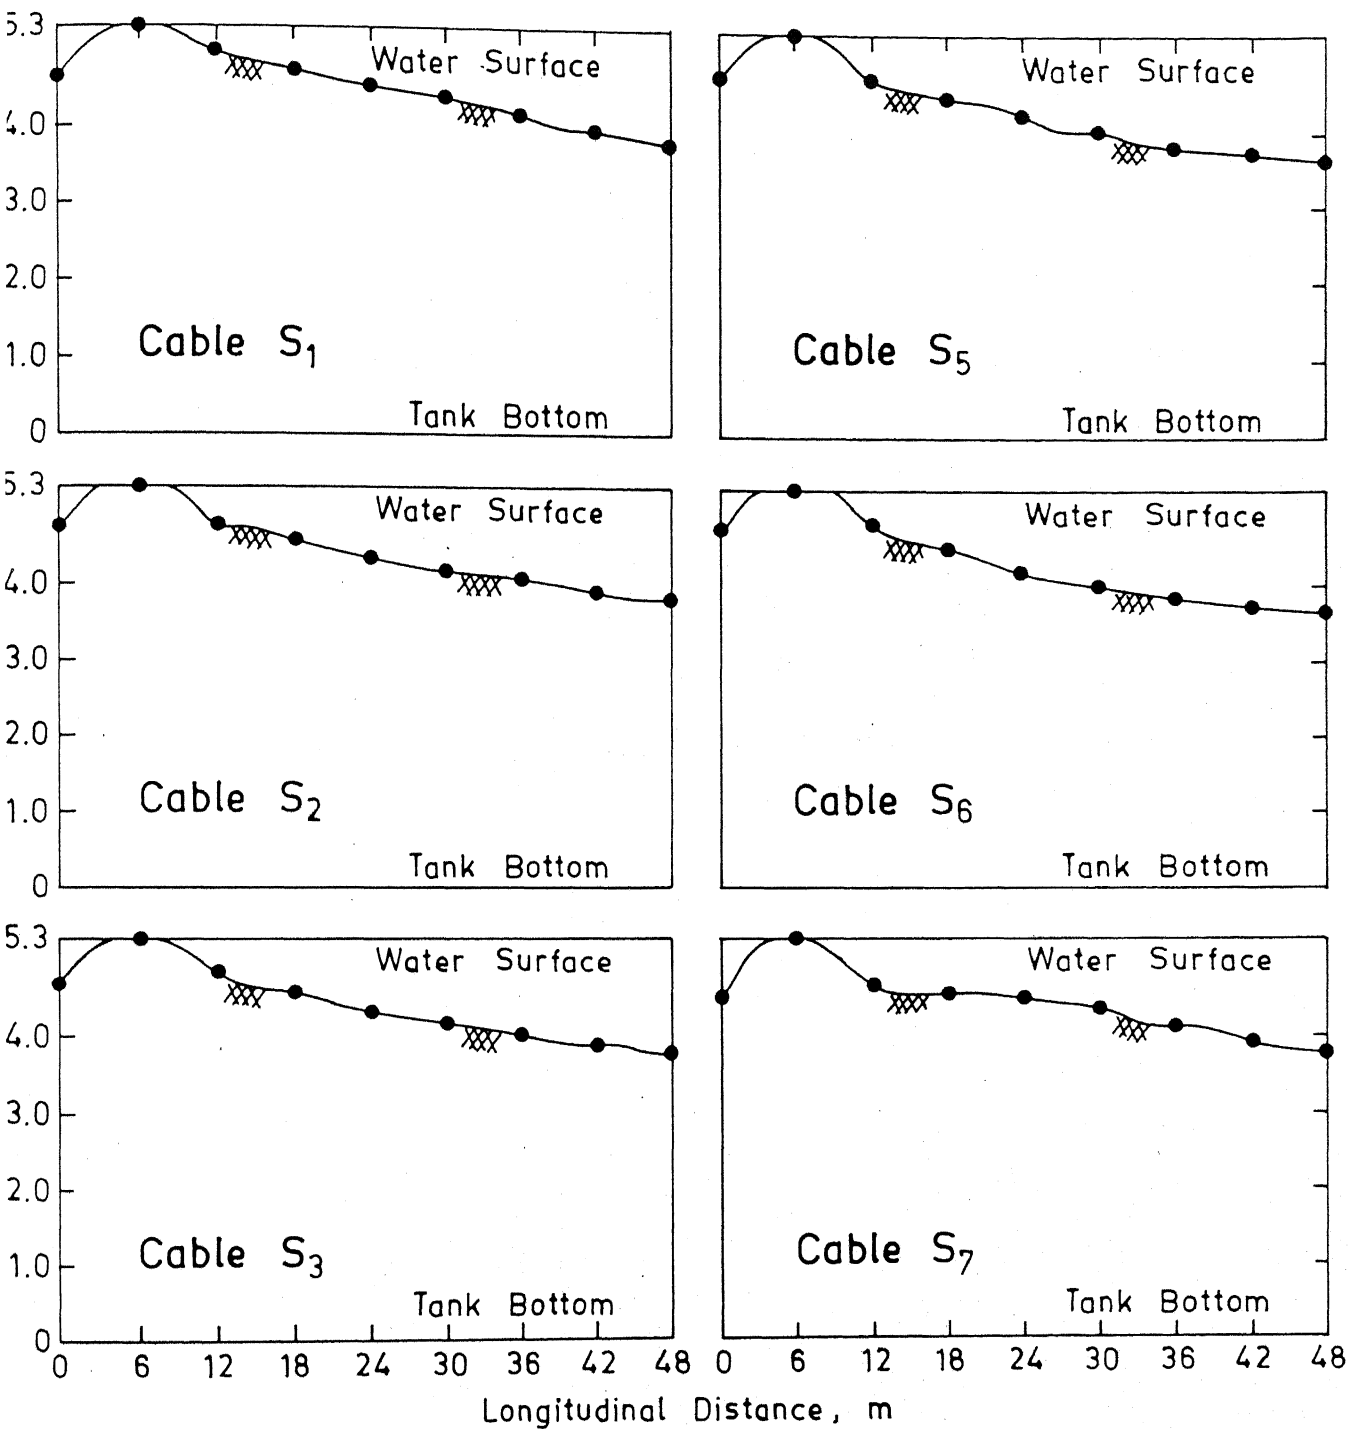 5.3
Water Surface
4.0
3.0
2.0
Cable S1
1.0
Tank Bottom
0
Water Surface
Cable S5
Tank Bottom
5.3
Water Surface
4.0
3.0
2.0
Cable S2
1.0
Tank Bottom
0
Water Surface
Cable S6
Tank Bottom
5.3
Water Surface
4.0
3.0
2.0
Cable S3
1.0
Tank Bottom
0
0 6 12 18 24 30 36 42 48
Water Surface
Cable S7
Tank Bottom
0 6 12 18 24 30 36 42 48
Longitudinal Distance, m